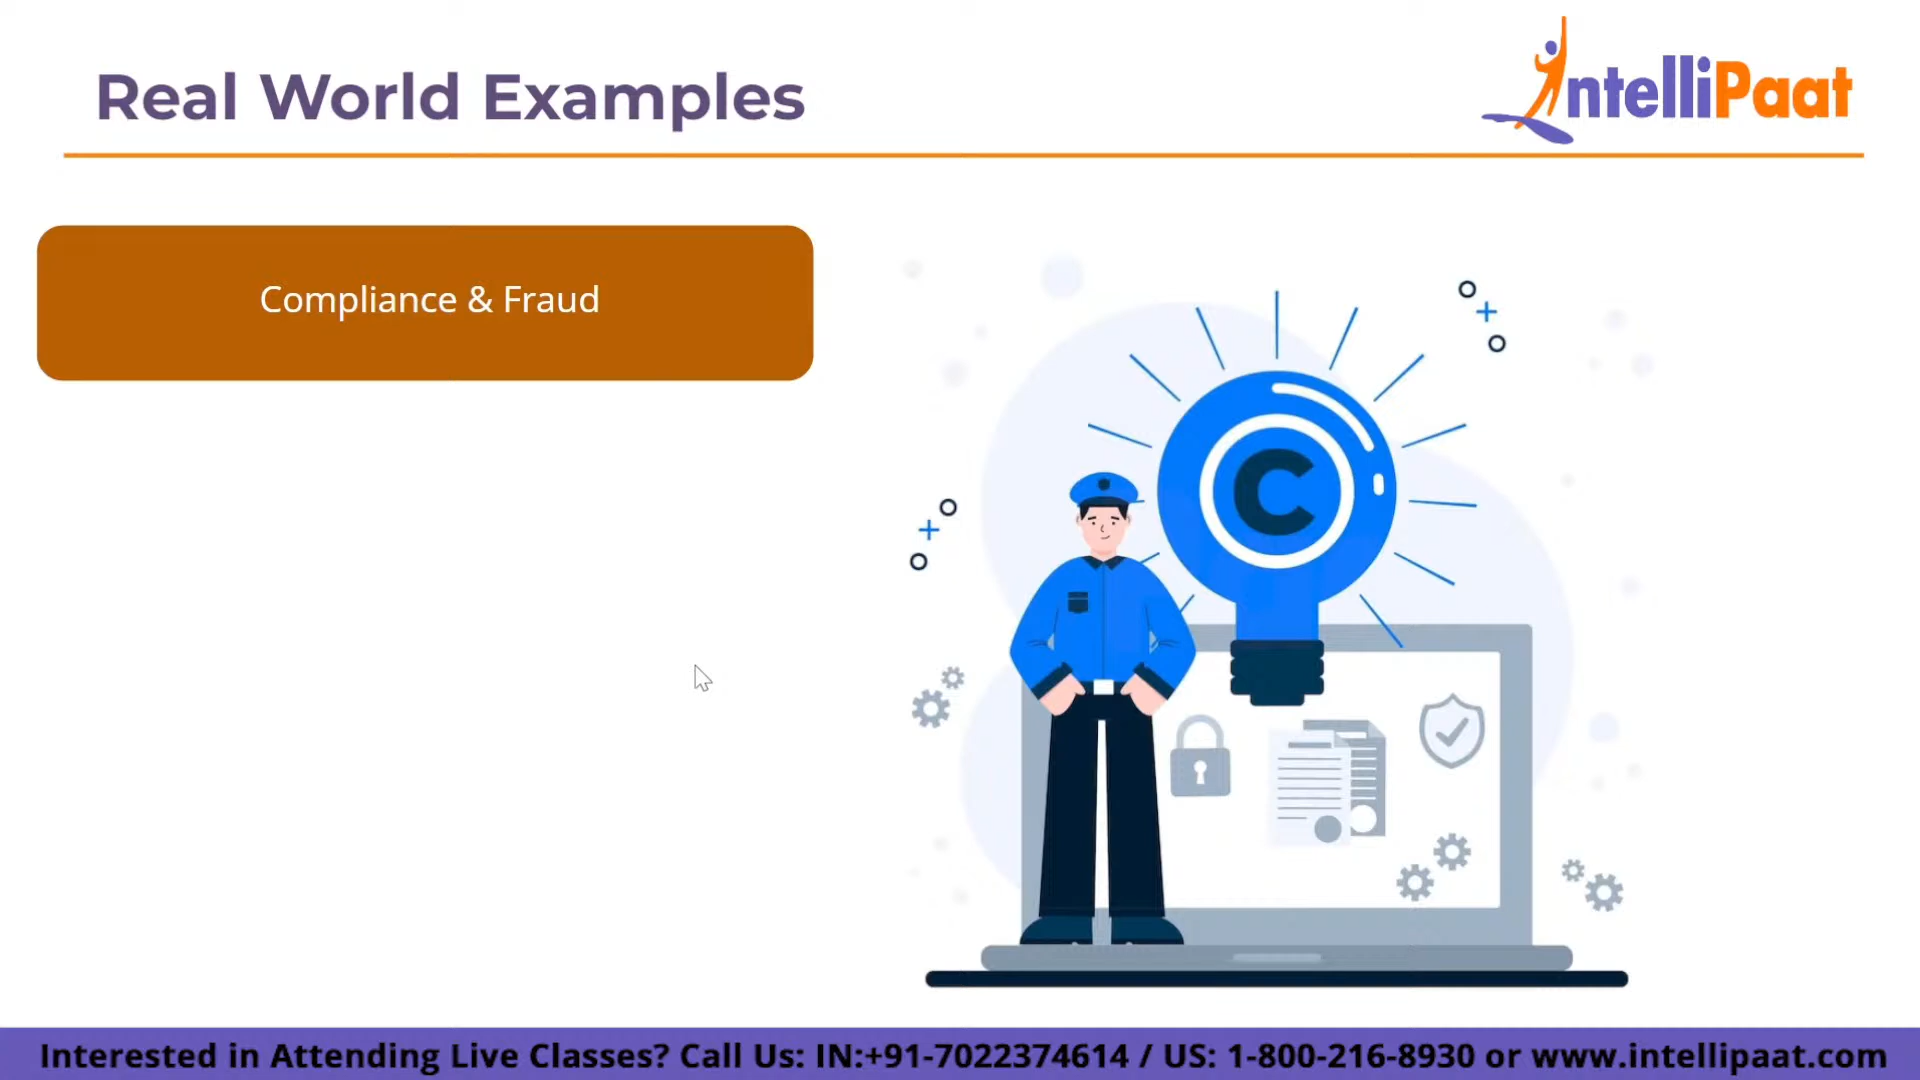 Real World Examples
IntelliPaat
Compliance & Fraud
C
Interested in Attending Live Classes? Call Us: IN:+91-7022374614 / US: 1-800-216-8930 or www.intellipaat.com